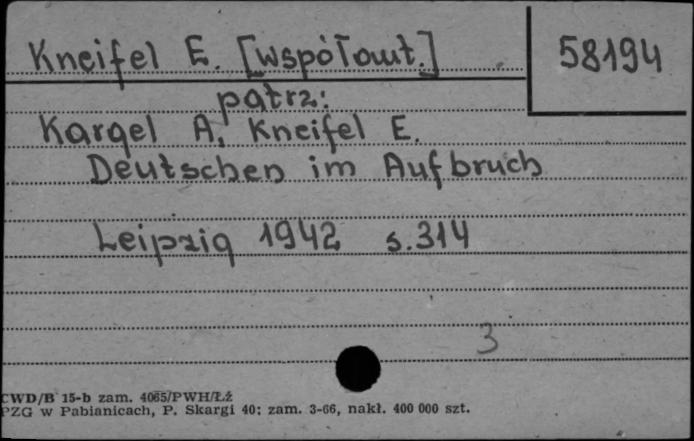 Kneifel E. [współaut.]
58194
patrz:
Kargel A, Kneifel E.
Deutschen im Aufbruch
Leipzig 1942 s.314
3
CWD/B 15-b zam. 4065/PWH/Łź
PZG w Pabianicach, P. Skargi 40; zam. 3-66, nakł. 400 000 szt.